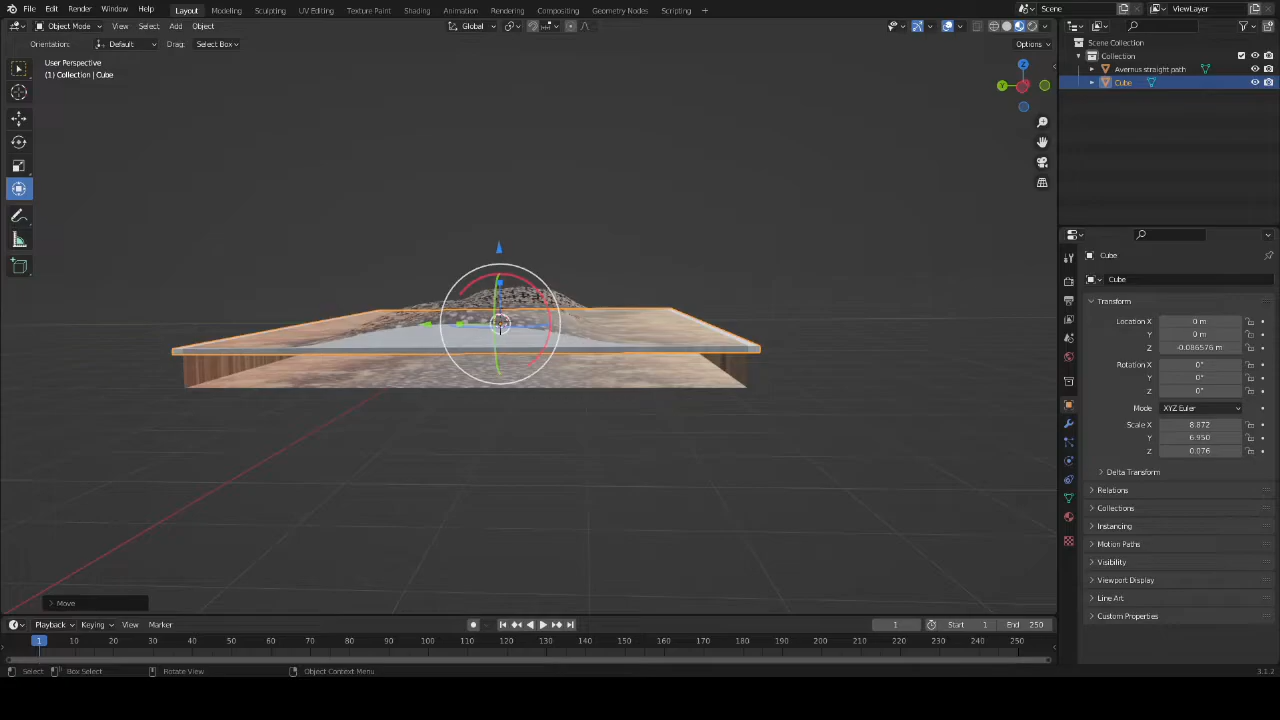 File Edit Render Window Help Layout Modeling Sculpting UV Editing Texture Paint Shading Animation Rendering Compositing Geometry Nodes Scripting + Scene ViewLayer
Object Mode View Select Add Object Global
Orientation: Default Drag: Select Box Options
User Perspective
(1) Collection | Cube
Z
Y
Move
Scene Collection
Collection
Avernus straight path
Cube
Cube
Cube
Transform
Location X 0 m
Y 0 m
Z -0.086576 m
Rotation X 0°
Y 0°
Z 0°
Mode XYZ Euler
Scale X 8.872
Y 6.950
Z 0.076
Delta Transform
Relations
Collections
Instancing
Motion Paths
Visibility
Viewport Display
Line Art
Custom Properties
Playback Keying View Marker 1 Start 1 End 250
1 10 20 30 40 50 60 70 80 90 100 110 120 130 140 150 160 170 180 190 200 210 220 230 240 250
Select Box Select Rotate View Object Context Menu 3.1.2